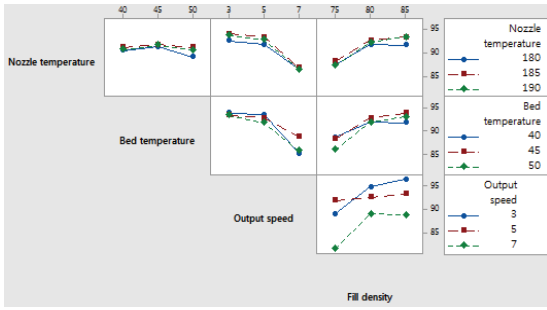 40 45 50 3 5 7 75 80 85
Nozzle temperature
95
90
85
Nozzle
temperature
180
185
190
Bed temperature
95
90
85
Bed
temperature
40
45
50
Output speed
95
90
85
Output
speed
3
5
7
Fill density